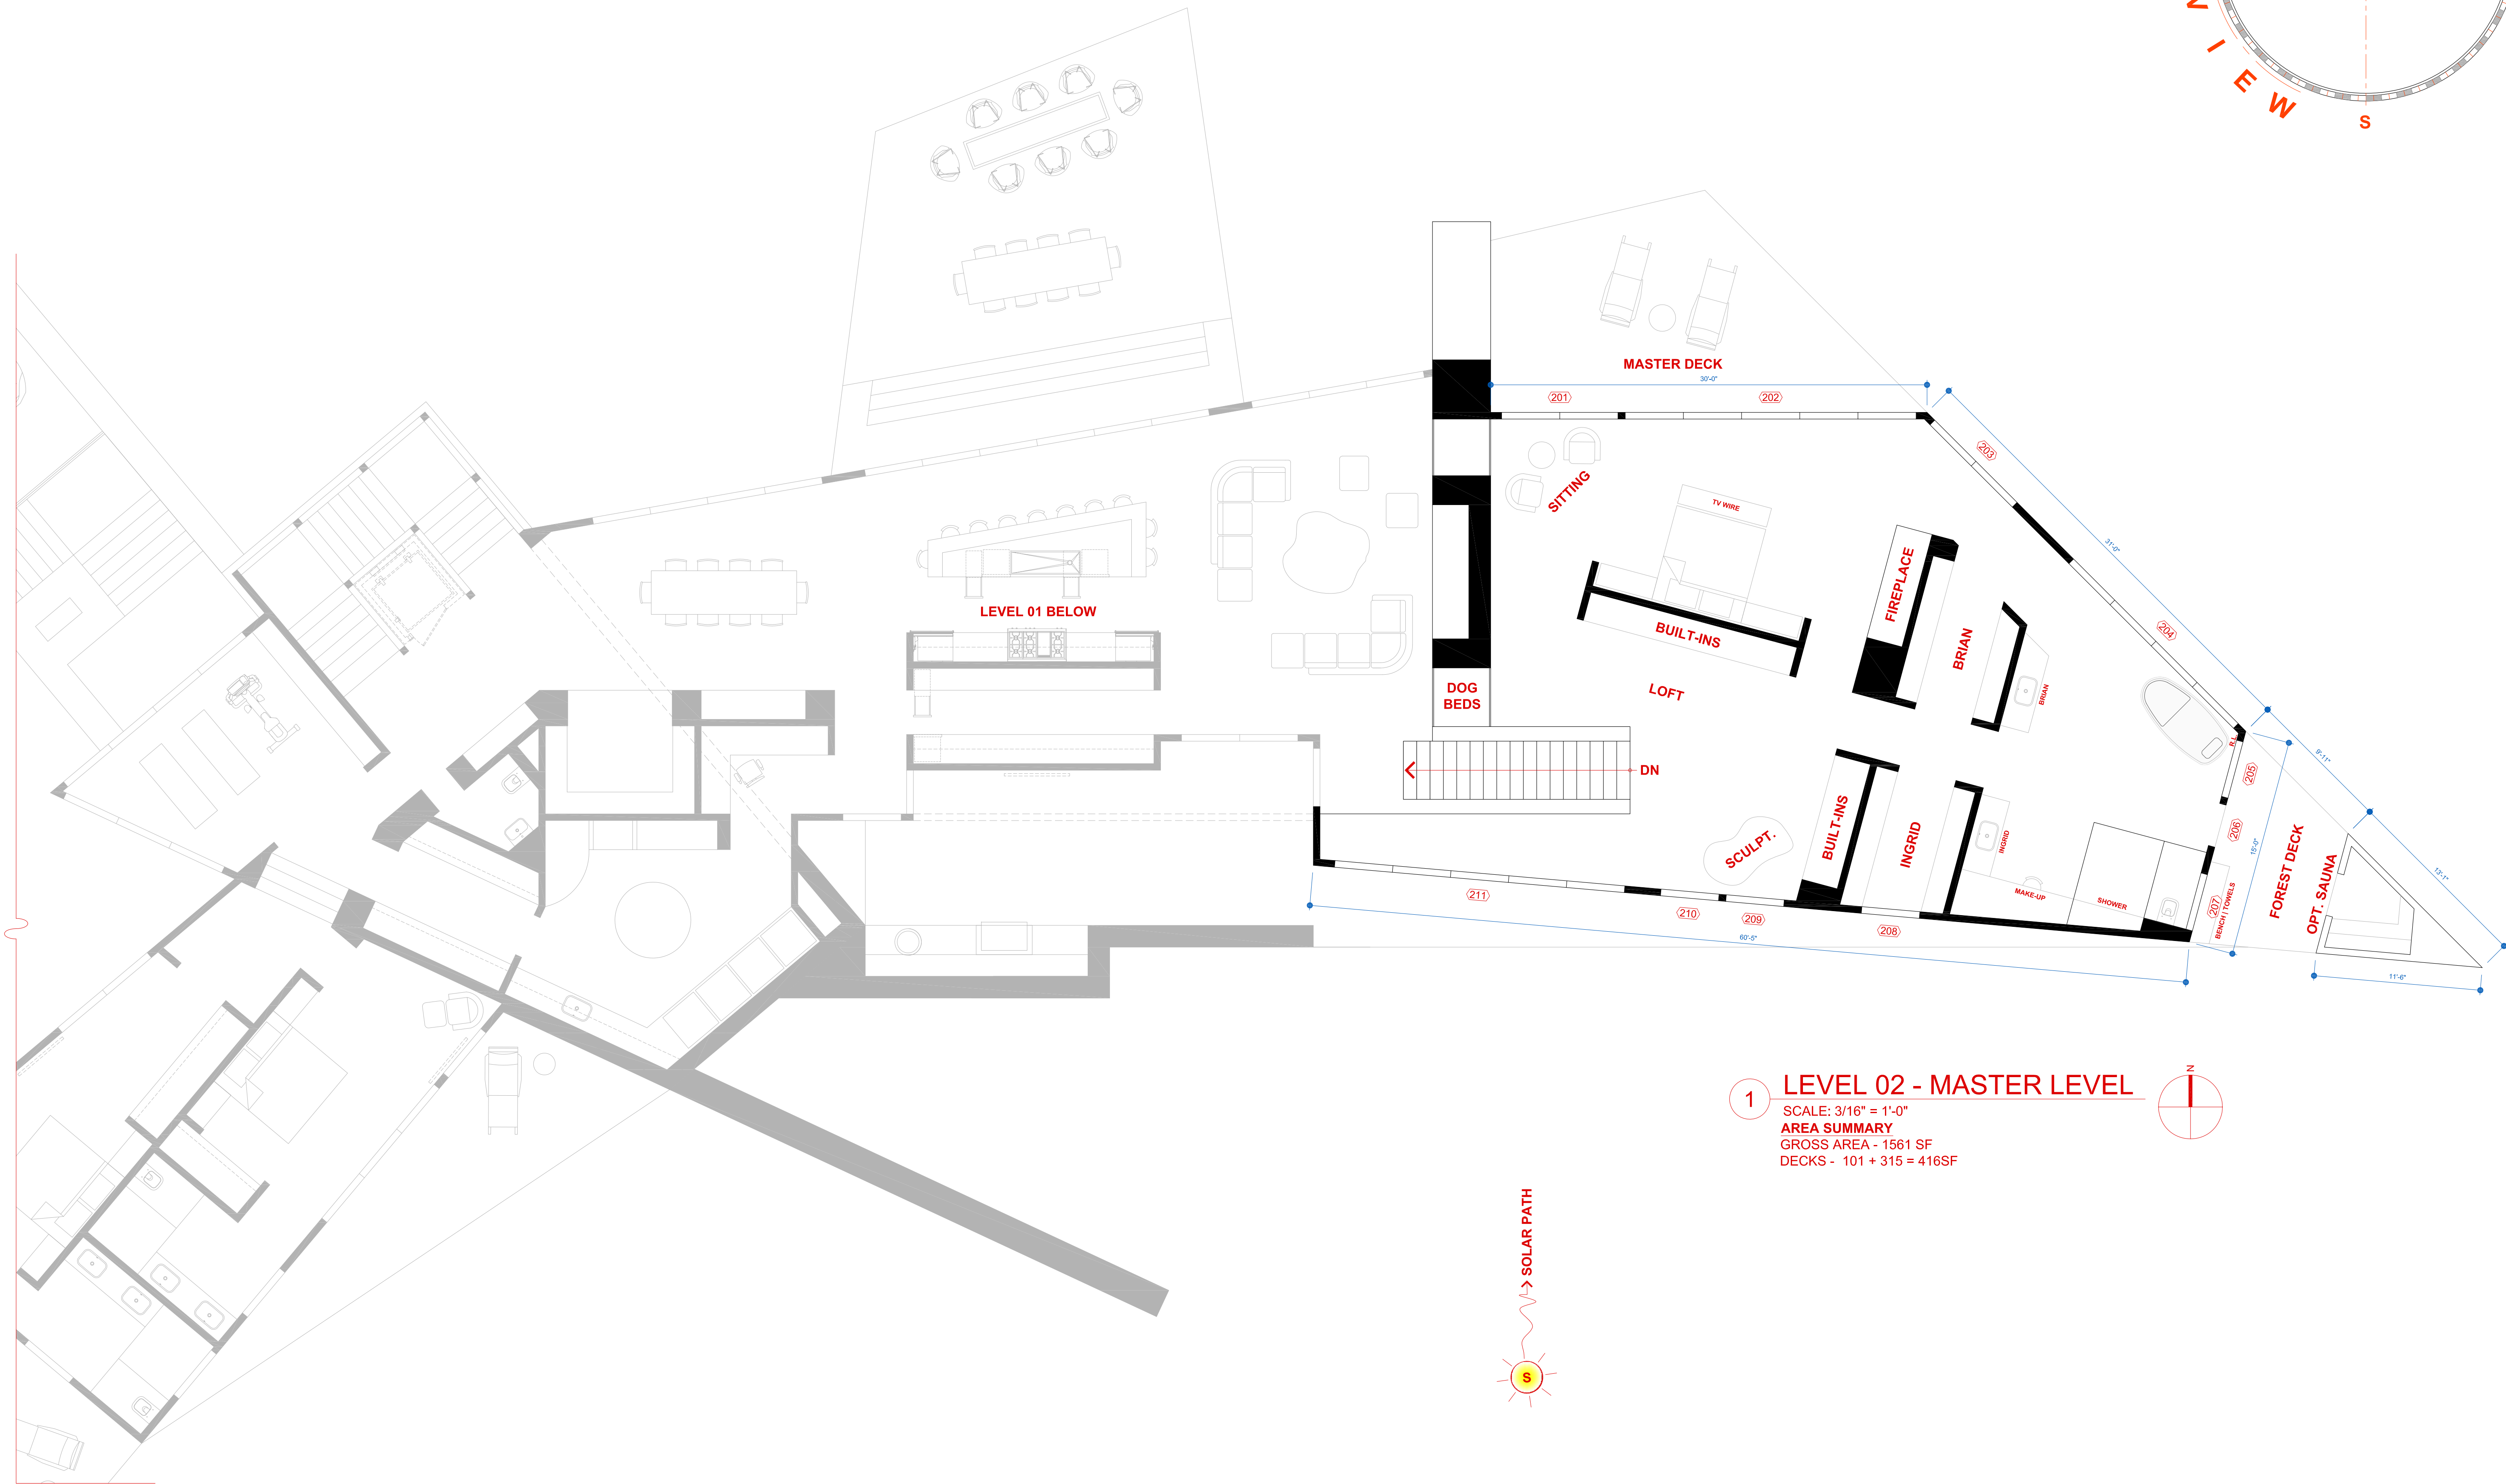 VIEW
S
MASTER DECK
30'-0"
201
202
203
31'-0"
SITTING
TV WIRE
FIREPLACE
LEVEL 01 BELOW
BUILT-INS
BRIAN
204
BRIAN
DOG
BEDS
LOFT
R.L.
9'-11"
DN
205
BUILT-INS
INGRID
INGRID
SCULPT.
206
15'-0"
FOREST DECK
OPT. SAUNA
13'-1"
MAKE-UP
SHOWER
207
BENCH | TOWELS
211
210
209
208
60'-5"
11'-6"
1
LEVEL 02 - MASTER LEVEL
N
SCALE: 3/16" = 1'-0"
AREA SUMMARY
GROSS AREA - 1561 SF
DECKS - 101 + 315 = 416SF
SOLAR PATH
S